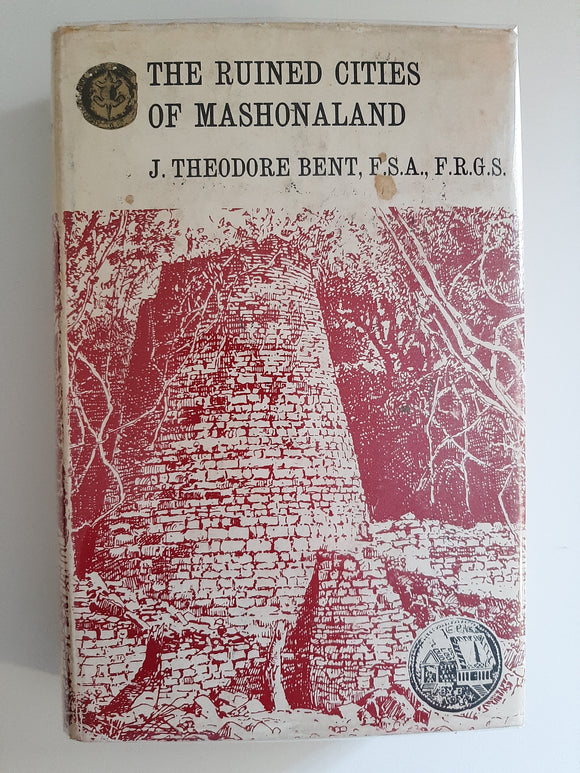 THE RUINED CITIES
OF MASHONALAND
J. THEODORE BENT, F.S.A., F.R.G.S.